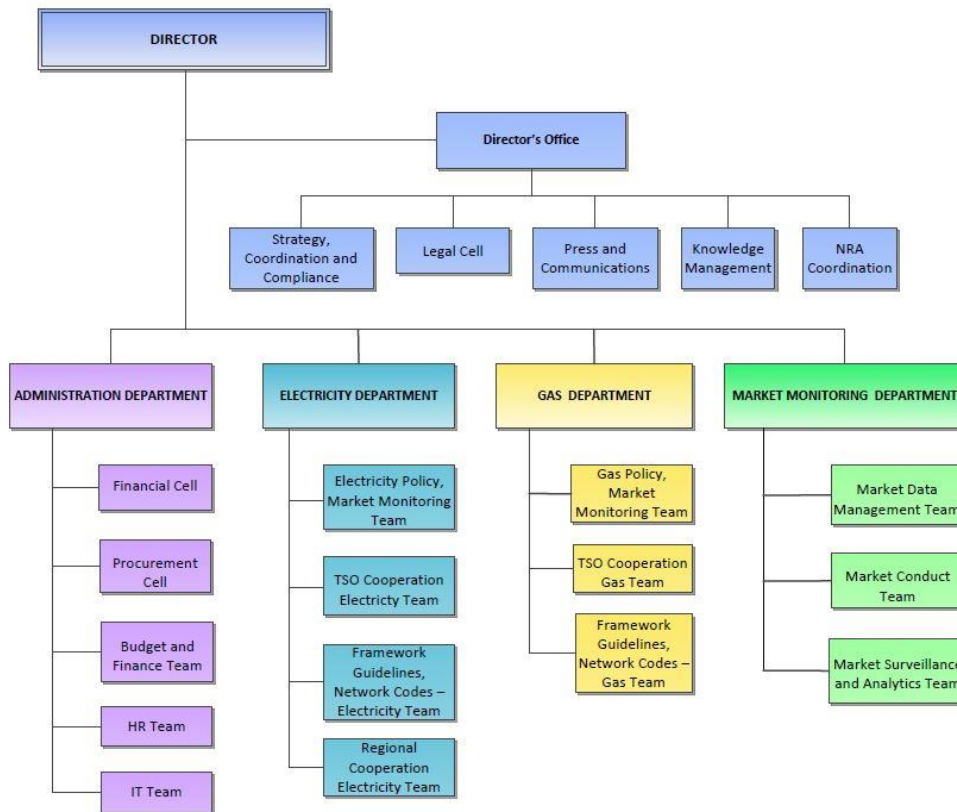 DIRECTOR
Director's Office
Strategy,
Coordination and
Compliance
Legal Cell
Press and
Communications
Knowledge
Management
NRA
Coordination
ADMINISTRATION DEPARTMENT
ELECTRICITY DEPARTMENT
GAS DEPARTMENT
MARKET MONITORING DEPARTMENT
Financial Cell
Procurement
Cell
Budget and
Finance Team
HR Team
IT Team
Electricity Policy,
Market Monitoring
Team
TSO Cooperation
Electricty Team
Framework
Guidelines,
Network Codes –
Electricity Team
Regional
Cooperation
Electricity Team
Gas Policy,
Market
Monitoring Team
TSO Cooperation
Gas Team
Framework
Guidelines,
Network Codes –
Gas Team
Market Data
Management Team
Market Conduct
Team
Market Surveillance
and Analytics Team